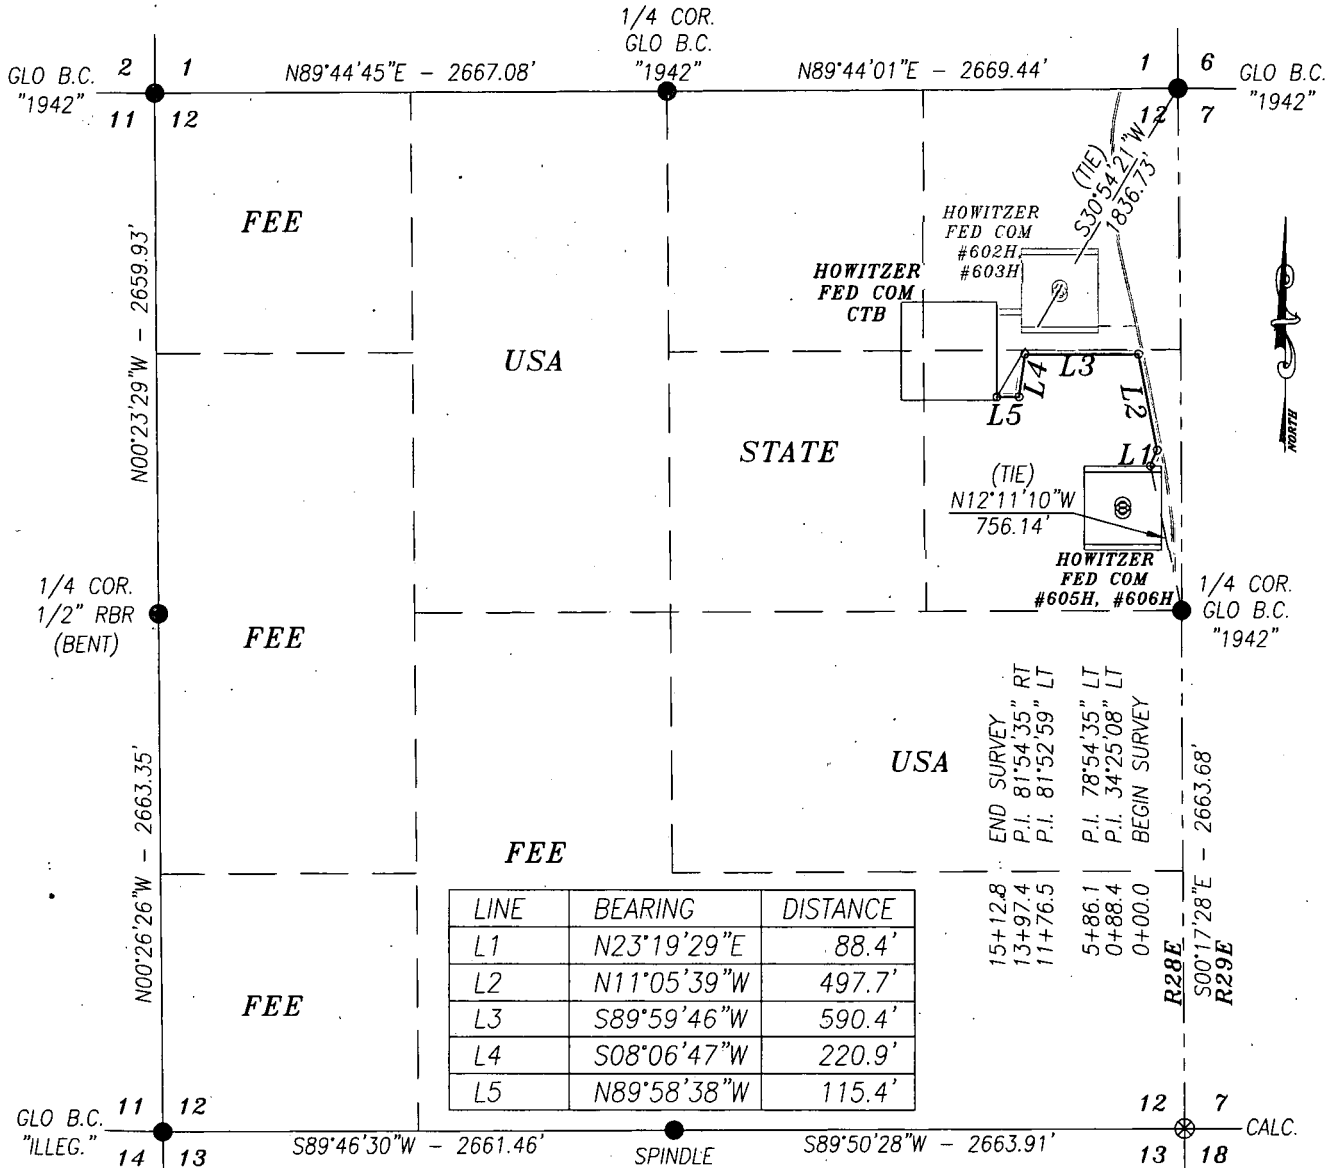 1/4 COR.
GLO B.C.
"1942"
GLO B.C.
"1942"
2 1
11 12
N89°44'45"E - 2667.08'
N89°44'01"E - 2669.44'
1 6
12 7
GLO B.C.
"1942"
(TIE)
S30°54'21"W
1836.73'
FEE
HOWITZER
FED COM
#602H,
#603H
HOWITZER
FED COM
CTB
N00°23'29"W - 2659.93'
USA
L4
L3
L2
L5
L1
STATE
(TIE)
N12°11'10"W
756.14'
NORTH
HOWITZER
FED COM
#605H, #606H
1/4 COR.
1/2" RBR
(BENT)
1/4 COR.
GLO B.C.
"1942"
FEE
USA
FEE
N00°26'26"W - 2663.35'
15+12.8 END SURVEY
13+97.4 P.I. 81°54'35" RT
11+76.5 P.I. 81°52'59" LT
5+86.1 P.I. 78°54'35" LT
0+88.4 P.I. 34°25'08" LT
0+00.0 BEGIN SURVEY
R28E
S00°17'28"E - 2663.68'
R29E
LINE BEARING DISTANCE
L1 N23°19'29"E 88.4'
L2 N11°05'39"W 497.7'
L3 S89°59'46"W 590.4'
L4 S08°06'47"W 220.9'
L5 N89°58'38"W 115.4'
FEE
GLO B.C.
"ILLEG."
11 12
14 13
S89°46'30"W - 2661.46'
SPINDLE
S89°50'28"W - 2663.91'
12 7
13 18
CALC.